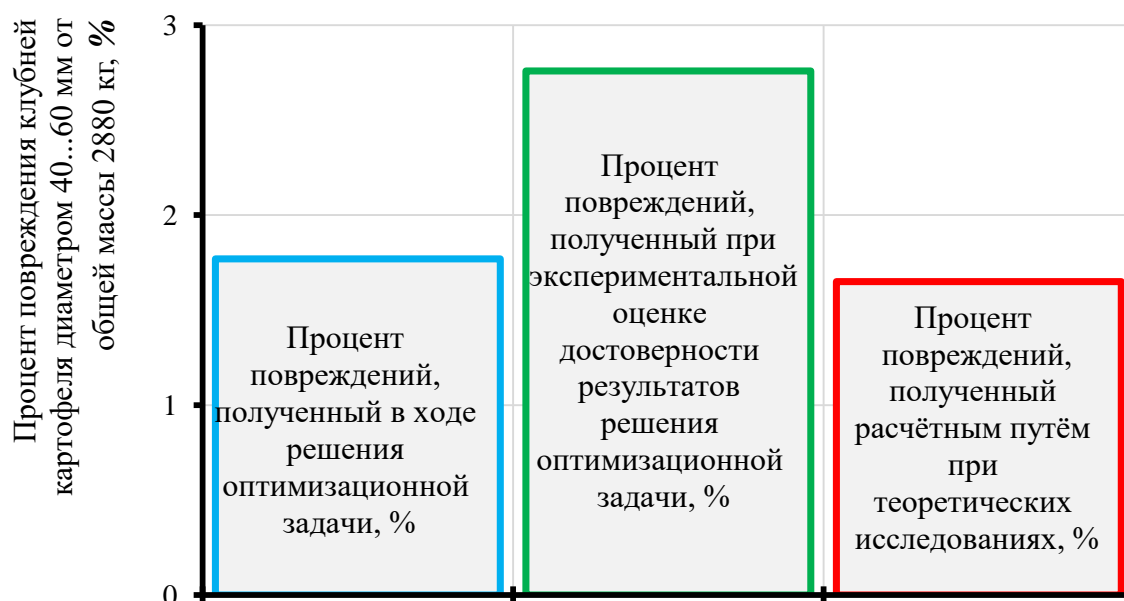 Процент повреждения клубней
картофеля диаметром 40...60 мм от
общей массы 2880 кг, %
3
2
1
0
Процент
повреждений,
полученный в ходе
решения
оптимизационной
задачи, %
Процент
повреждений,
полученный при
экспериментальной
оценке
достоверности
результатов
решения
оптимизационной
задачи, %
Процент
повреждений,
полученный
расчётным путём
при
теоретических
исследованиях, %